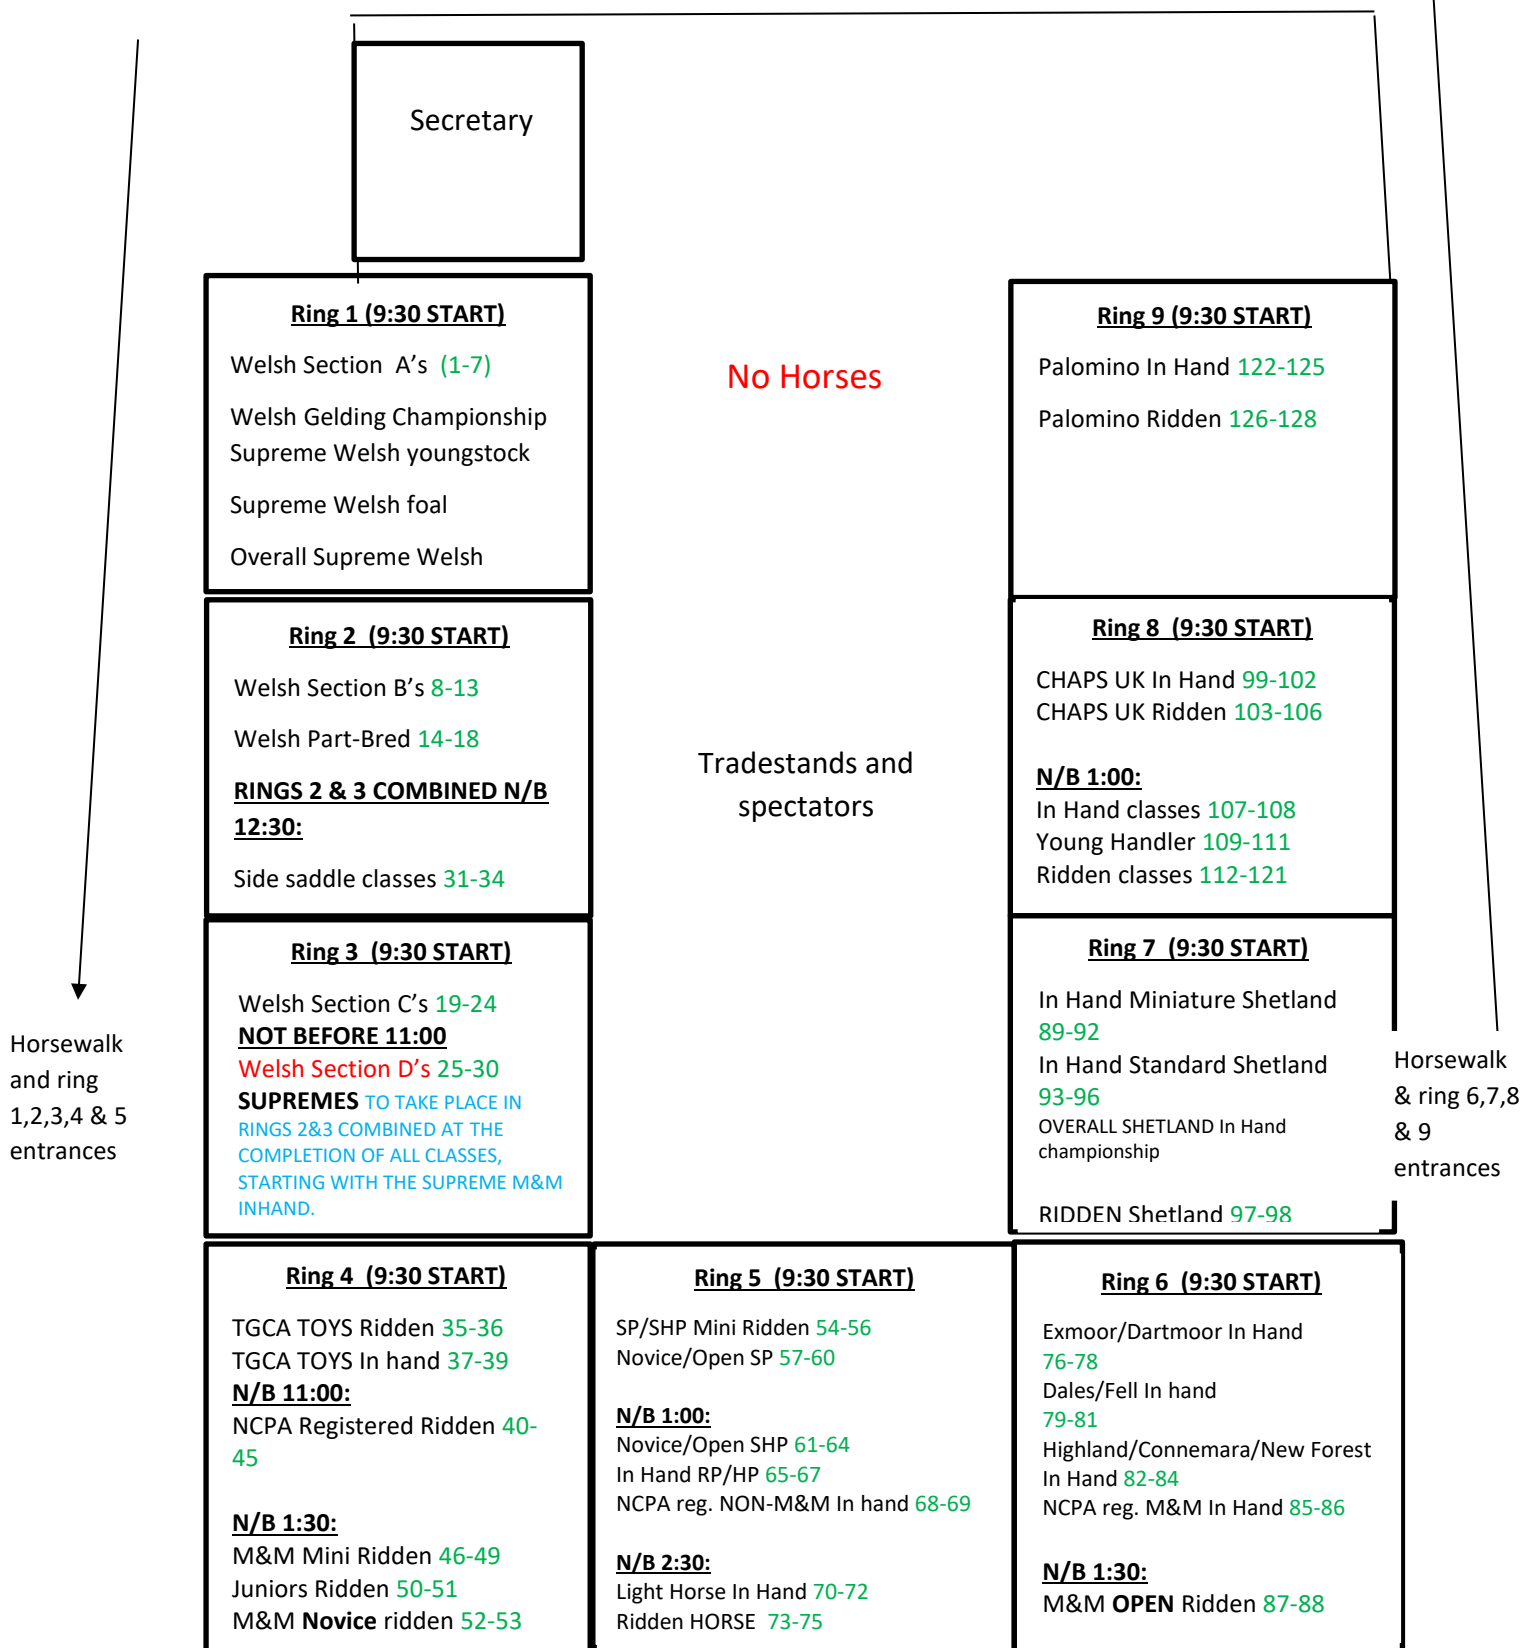 Secretary
Ring 1 (9:30 START)
Welsh Section  A's  (1-7)
Welsh Gelding Championship
Supreme Welsh youngstock
Supreme Welsh foal
Overall Supreme Welsh
No Horses
Ring 9 (9:30 START)
Palomino In Hand 122-125
Palomino Ridden 126-128
Ring 2  (9:30 START)
Welsh Section B's 8-13
Welsh Part-Bred 14-18
RINGS 2 & 3 COMBINED N/B
12:30:
Side saddle classes 31-34
Tradestands and
spectators
Ring 8  (9:30 START)
CHAPS UK In Hand 99-102
CHAPS UK Ridden 103-106
N/B 1:00:
In Hand classes 107-108
Young Handler 109-111
Ridden classes 112-121
Horsewalk
and ring
1,2,3,4 & 5
entrances
Ring 3  (9:30 START)
Welsh Section C's 19-24
NOT BEFORE 11:00
Welsh Section D's 25-30
SUPREMES TO TAKE PLACE IN
RINGS 2&3 COMBINED AT THE
COMPLETION OF ALL CLASSES,
STARTING WITH THE SUPREME M&M
INHAND.
Ring 7  (9:30 START)
In Hand Miniature Shetland
89-92
In Hand Standard Shetland
93-96
OVERALL SHETLAND In Hand
championship
RIDDEN Shetland 97-98
Horsewalk
& ring 6,7,8
& 9
entrances
Ring 4  (9:30 START)
TGCA TOYS Ridden 35-36
TGCA TOYS In hand 37-39
N/B 11:00:
NCPA Registered Ridden 40-
45
N/B 1:30:
M&M Mini Ridden 46-49
Juniors Ridden 50-51
M&M Novice ridden 52-53
Ring 5  (9:30 START)
SP/SHP Mini Ridden 54-56
Novice/Open SP 57-60
N/B 1:00:
Novice/Open SHP 61-64
In Hand RP/HP 65-67
NCPA reg. NON-M&M In hand 68-69
N/B 2:30:
Light Horse In Hand 70-72
Ridden HORSE  73-75
Ring 6  (9:30 START)
Exmoor/Dartmoor In Hand
76-78
Dales/Fell In hand
79-81
Highland/Connemara/New Forest
In Hand 82-84
NCPA reg. M&M In Hand 85-86
N/B 1:30:
M&M OPEN Ridden 87-88